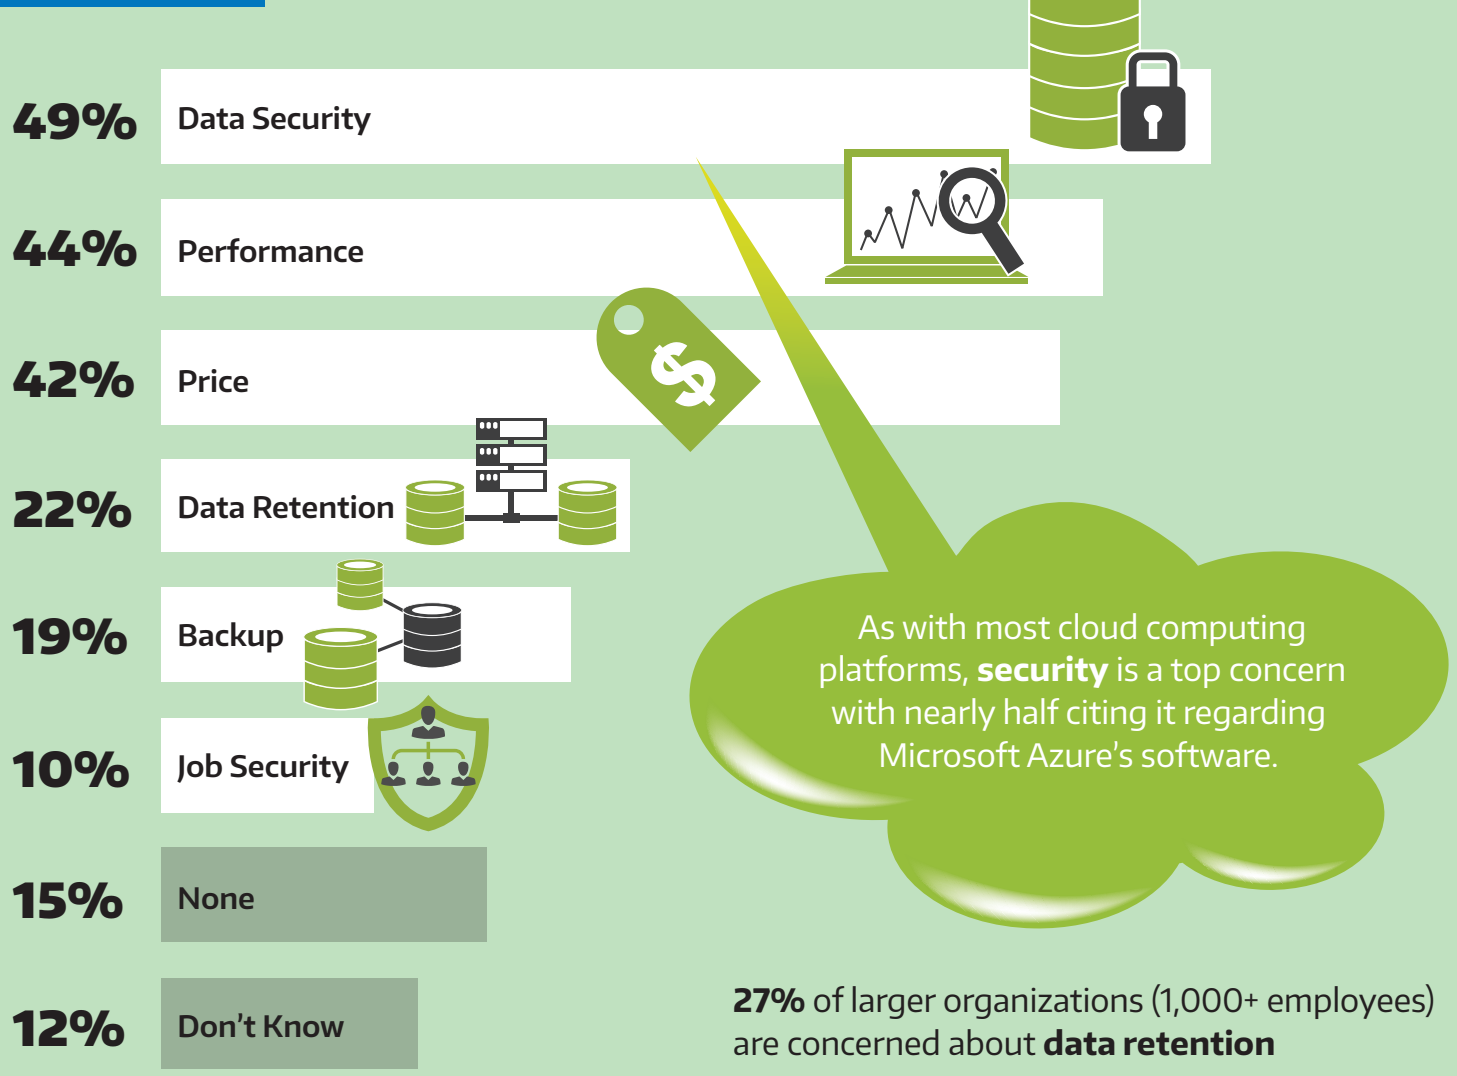 49% Data Security
44% Performance
42% Price
22% Data Retention
19% Backup
10% Job Security
15% None
12% Don’t Know
As with most cloud computing
platforms, security is a top concern
with nearly half citing it regarding
Microsoft Azure’s software.
27% of larger organizations (1,000+ employees)
are concerned about data retention